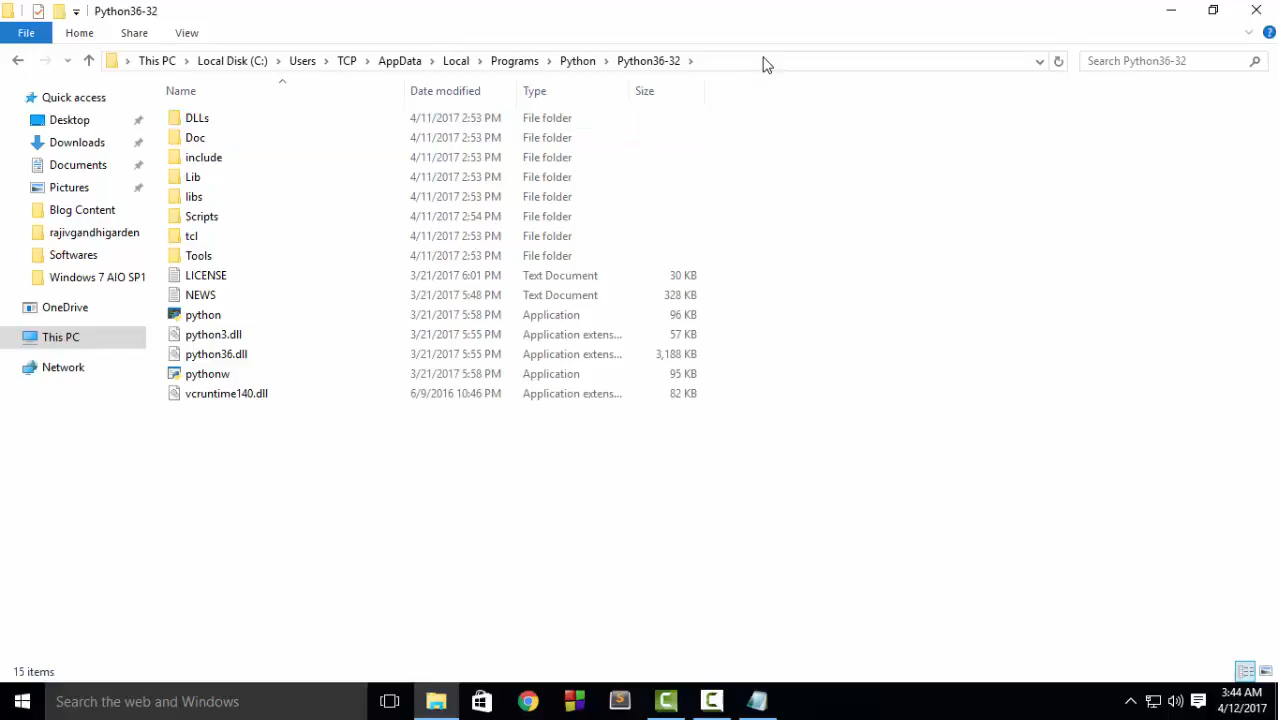 Python36-32
File Home Share View
This PC Local Disk (C:) Users TCP AppData Local Programs Python Python36-32
Search Python36-32
Quick access
Desktop
Downloads
Documents
Pictures
Blog Content
rajivgandhigarden
Softwares
Windows 7 AIO SP1
OneDrive
This PC
Network
Name Date modified Type Size
DLLs 4/11/2017 2:53 PM File folder
Doc 4/11/2017 2:53 PM File folder
include 4/11/2017 2:53 PM File folder
Lib 4/11/2017 2:53 PM File folder
libs 4/11/2017 2:53 PM File folder
Scripts 4/11/2017 2:54 PM File folder
tcl 4/11/2017 2:53 PM File folder
Tools 4/11/2017 2:53 PM File folder
LICENSE 3/21/2017 6:01 PM Text Document 30 KB
NEWS 3/21/2017 5:48 PM Text Document 328 KB
python 3/21/2017 5:58 PM Application 96 KB
python3.dll 3/21/2017 5:55 PM Application extens... 57 KB
python36.dll 3/21/2017 5:55 PM Application extens... 3,188 KB
pythonw 3/21/2017 5:58 PM Application 95 KB
vcruntime140.dll 6/9/2016 10:46 PM Application extens... 82 KB
15 items
Search the web and Windows
3:44 AM
4/12/2017